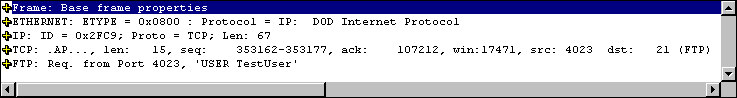 Frame: Base frame properties
ETHERNET: ETYPE = 0x0800 : Protocol = IP:  DOD Internet Protocol
IP: ID = 0x2FC9; Proto = TCP; Len: 67
TCP: .AP..., len:   15, seq:    353162-353177, ack:    107212, win:17471, src: 4023  dst:   21 (FTP)
FTP: Req. from Port 4023, 'USER TestUser'